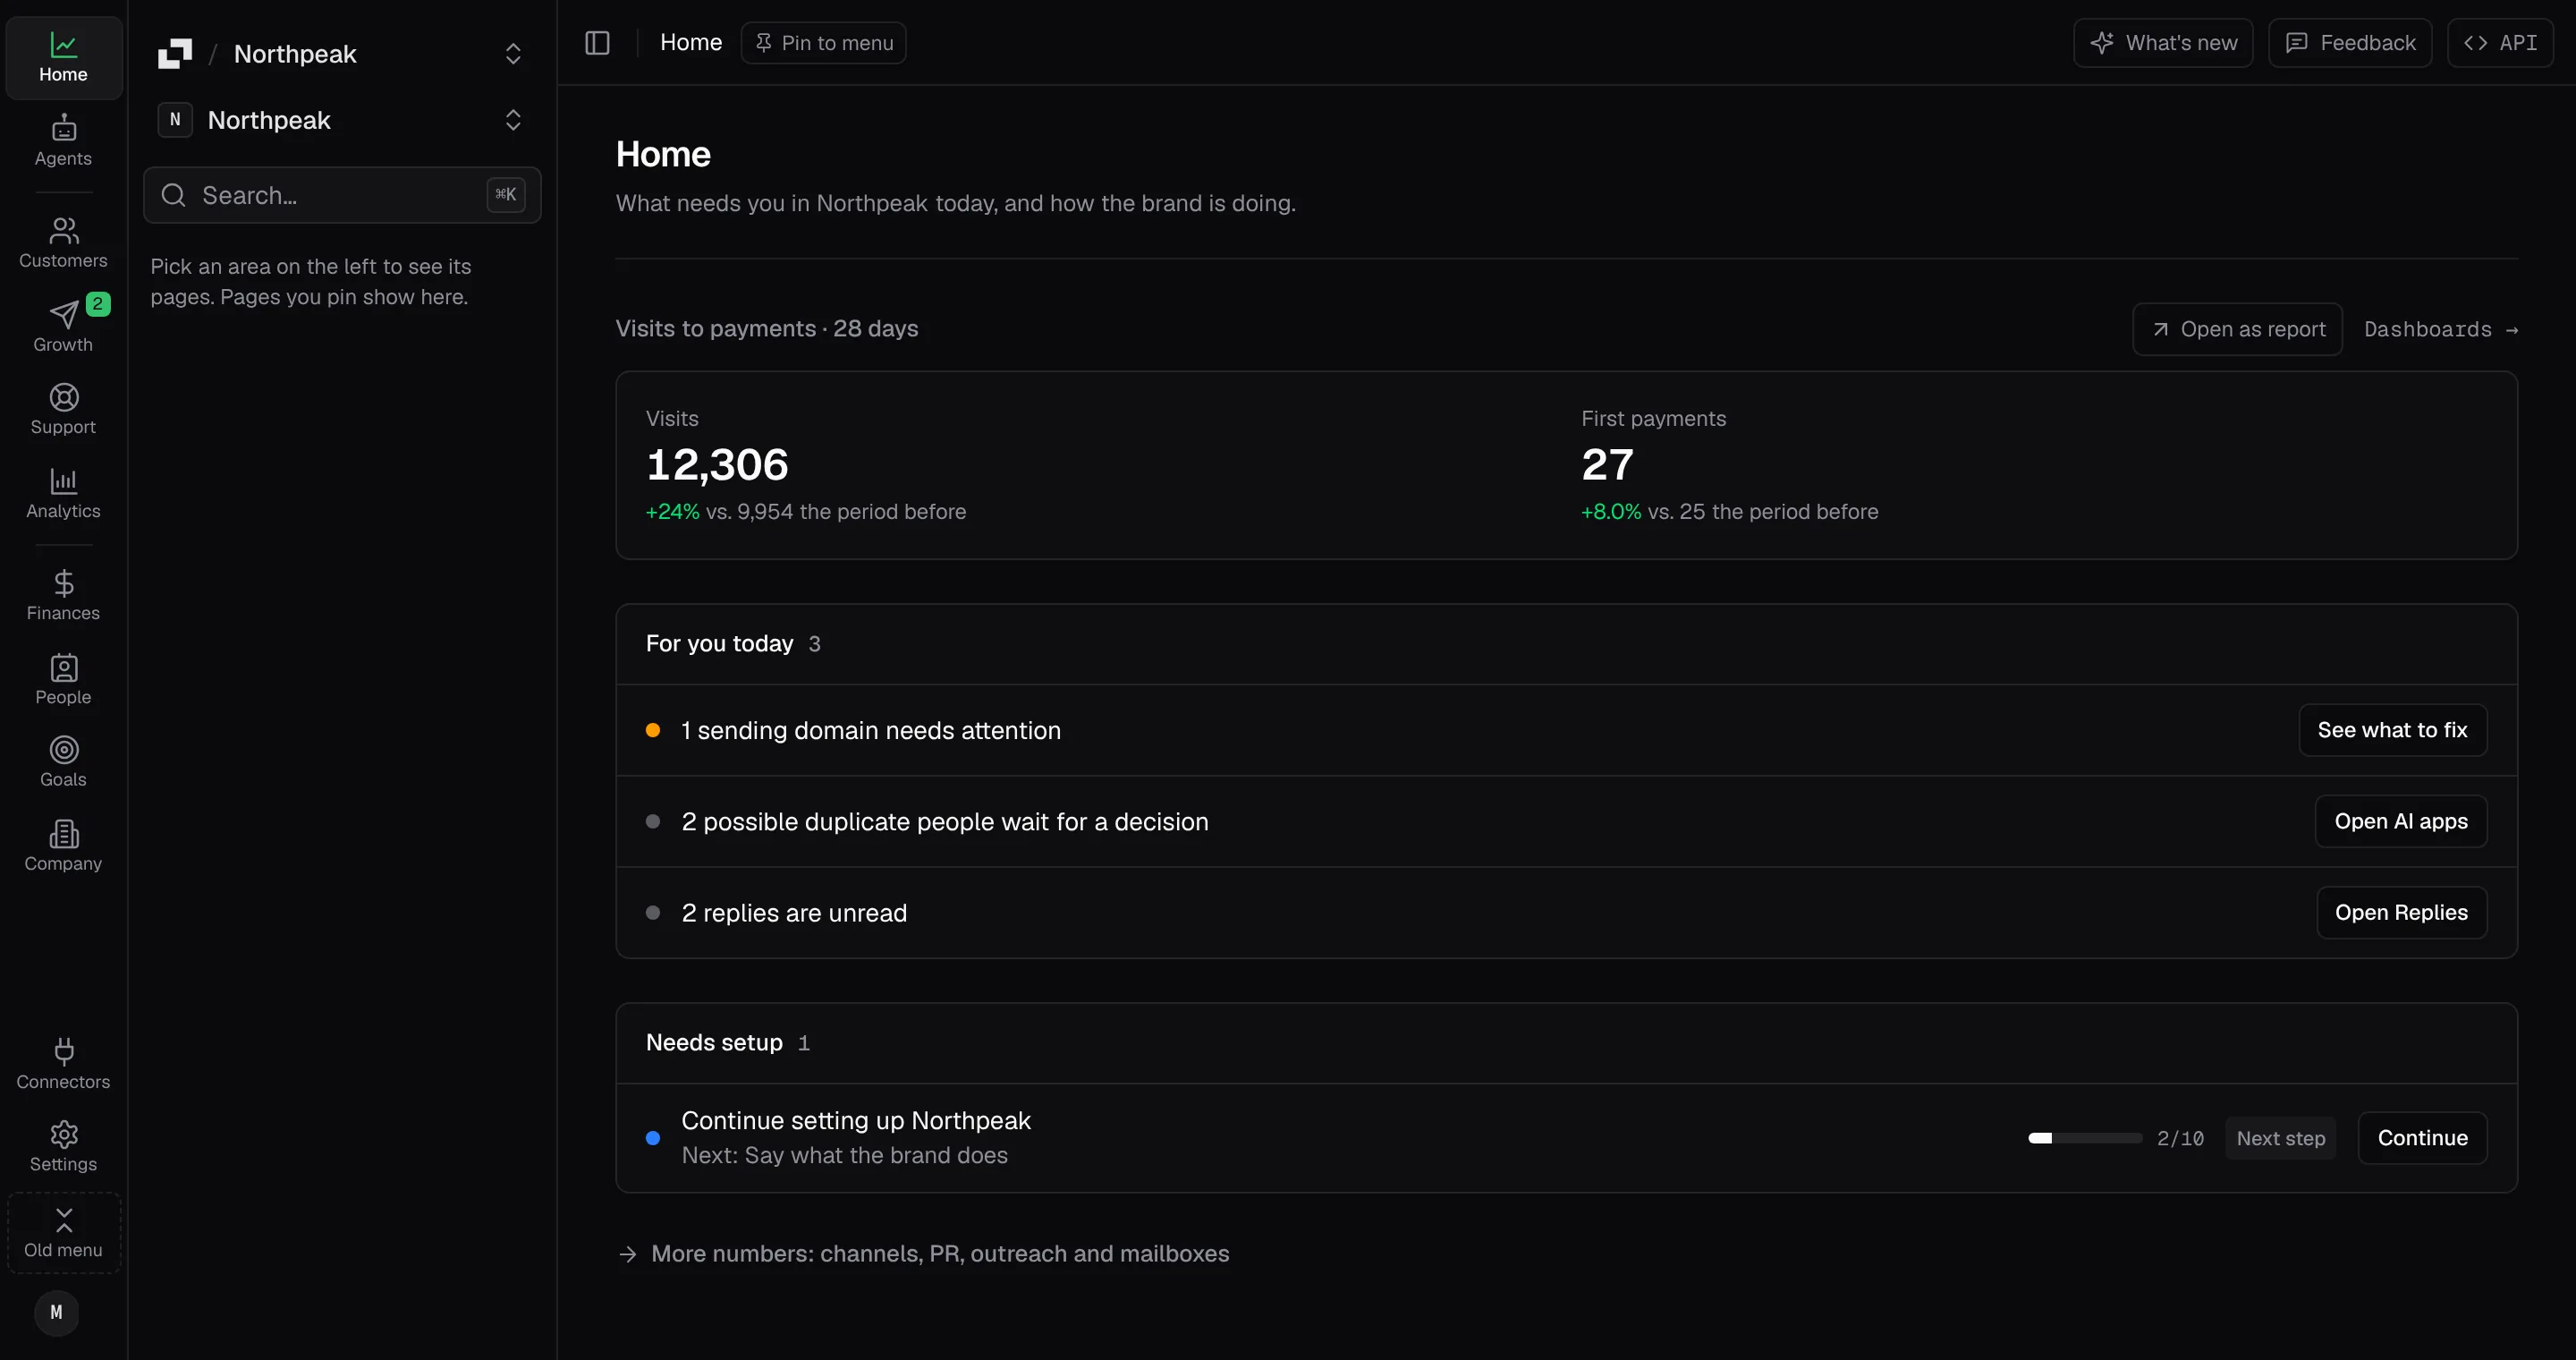 Home
Agents
Customers
2
Growth
Support
Analytics
Finances
People
Goals
Company
Connectors
Settings
Old menu
M
/ Northpeak
N Northpeak
Search... ⌘K
Pick an area on the left to see its
pages. Pages you pin show here.
Home Pin to menu What's new Feedback <> API
Home
What needs you in Northpeak today, and how the brand is doing.
Visits to payments · 28 days Open as report Dashboards →
Visits
12,306
+24% vs. 9,954 the period before
First payments
27
+8.0% vs. 25 the period before
For you today 3
1 sending domain needs attention See what to fix
2 possible duplicate people wait for a decision Open AI apps
2 replies are unread Open Replies
Needs setup 1
Continue setting up Northpeak
Next: Say what the brand does
2/10 Next step Continue
→ More numbers: channels, PR, outreach and mailboxes